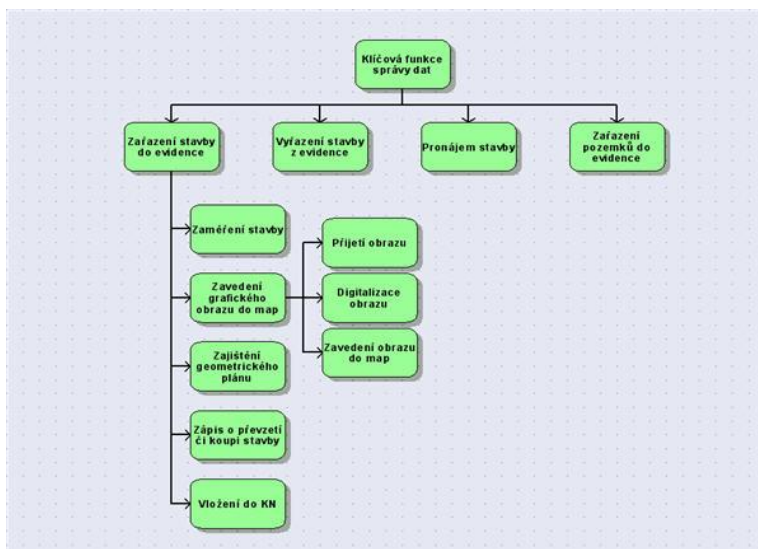 Klíčová funkce
správy dat
Zařazení stavby
do evidence
Vyřazení stavby
z evidence
Pronájem stavby
Zařazení
pozemků do
evidence
Zaměření stavby
Zavedení
grafického
obrazu do map
Zajištění
geometrického
plánu
Zápis o převzetí
či koupi stavby
Vložení do KN
Přijetí obrazu
Digitalizace
obrazu
Zavedení obrazu
do map